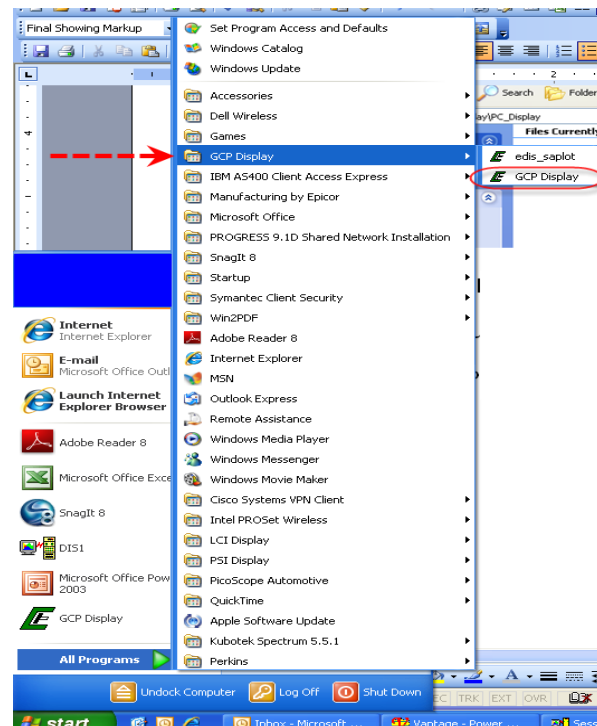 Final Showing Markup
Set Program Access and Defaults
Windows Catalog
Windows Update
Accessories
Dell Wireless
Games
GCP Display
IBM AS400 Client Access Express
Manufacturing by Epicor
Microsoft Office
PROGRESS 9.1D Shared Network Installation
SnagIt 8
Startup
Symantec Client Security
Win2PDF
Adobe Reader 8
Internet Explorer
MSN
Outlook Express
Remote Assistance
Windows Media Player
Windows Messenger
Windows Movie Maker
Cisco Systems VPN Client
Intel PROSet Wireless
LCI Display
PSI Display
PicoScope Automotive
QuickTime
Apple Software Update
Kubotek Spectrum 5.5.1
Perkins
2
Search Folder
ay\PC_Display
Files Currently
edis_saplot
GCP Display
Internet
Internet Explorer
E-mail
Microsoft Office Outl
Launch Internet
Explorer Browser
Adobe Reader 8
Microsoft Office Exce
SnagIt 8
DIS1
Microsoft Office Pow
2003
GCP Display
All Programs
Undock Computer Log Off Shut Down
EC TRK EXT OVR
start Inbox - Microsoft ... Vantage - Power ... Sess